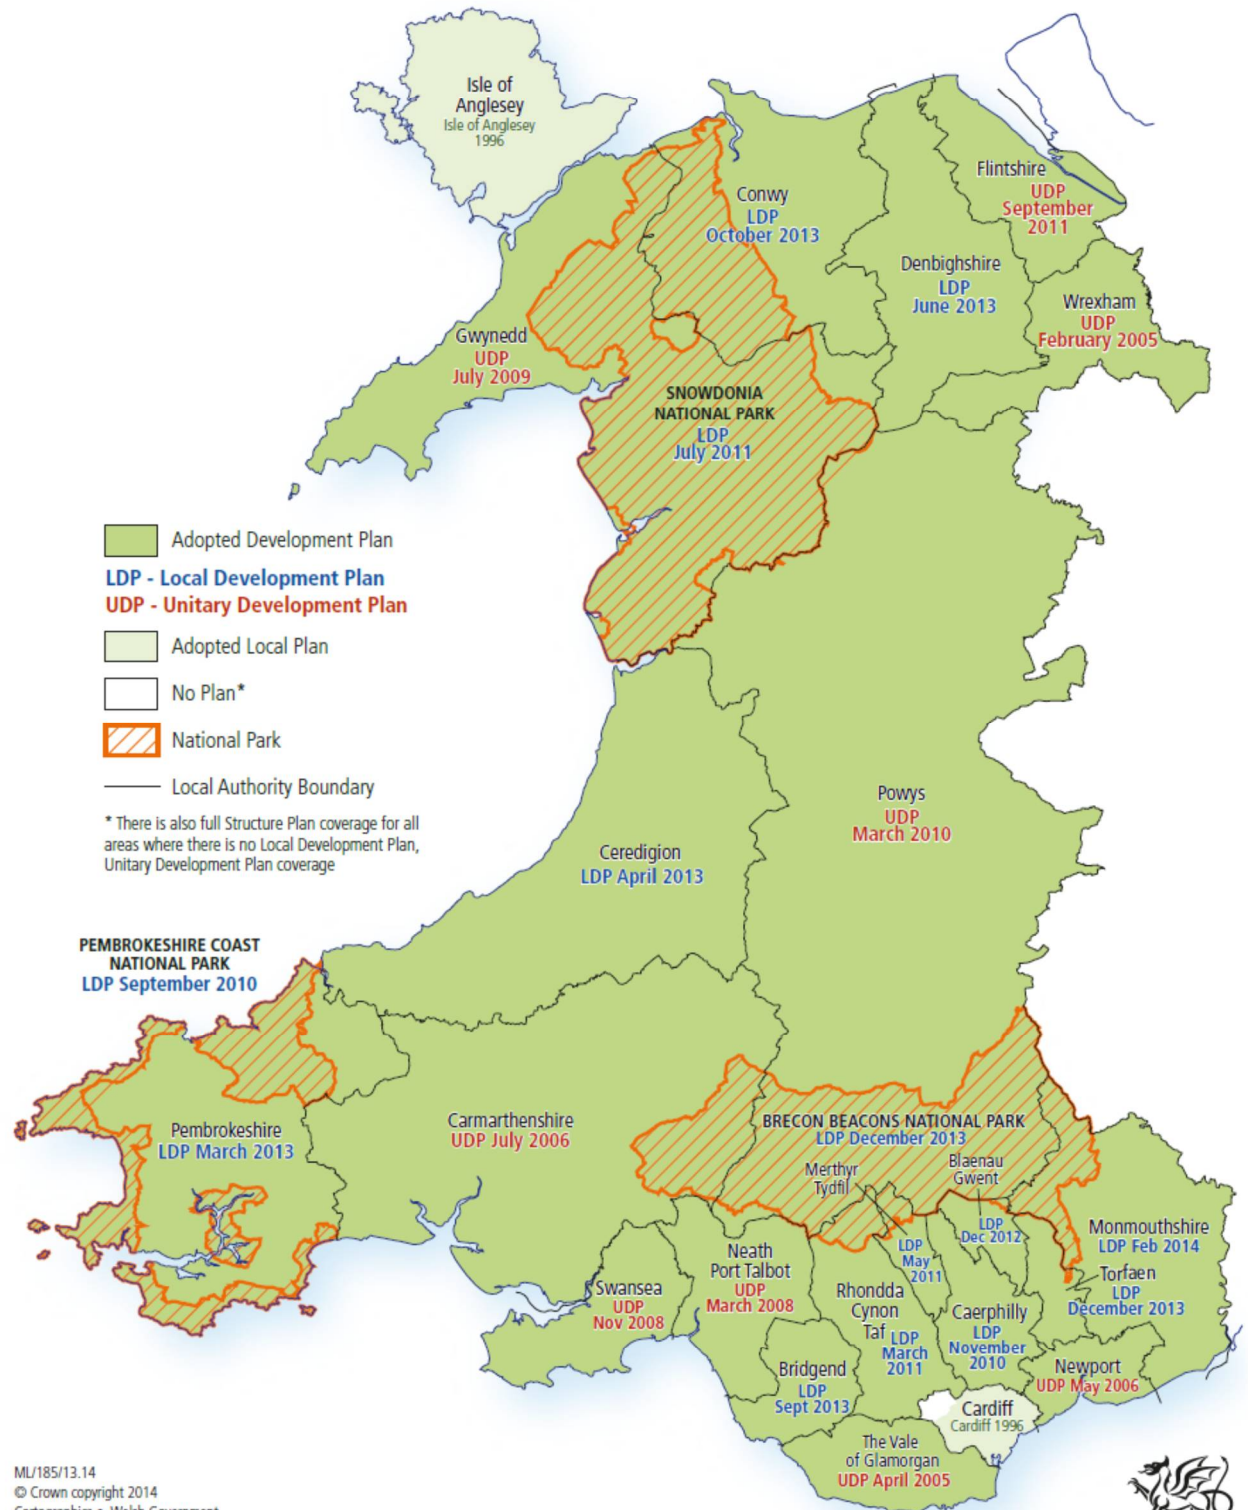 Isle of
Anglesey
Isle of Anglesey
1996
Flintshire
UDP
September
2011
Conwy
LDP
October 2013
Denbighshire
LDP
June 2013
Wrexham
UDP
February 2005
Gwynedd
UDP
July 2009
SNOWDONIA
NATIONAL PARK
LDP
July 2011
Adopted Development Plan
LDP - Local Development Plan
UDP - Unitary Development Plan
Adopted Local Plan
No Plan*
National Park
Local Authority Boundary
* There is also full Structure Plan coverage for all
areas where there is no Local Development Plan,
Unitary Development Plan coverage
Powys
UDP
March 2010
Ceredigion
LDP April 2013
PEMBROKESHIRE COAST
NATIONAL PARK
LDP September 2010
Pembrokeshire
LDP March 2013
Carmarthenshire
UDP July 2006
BRECON BEACONS NATIONAL PARK
LDP December 2013
Merthyr
Tydfil
LDP
May
2011
Blaenau
Gwent
LDP
Dec 2012
Monmouthshire
LDP Feb 2014
Torfaen
LDP
December 2013
Swansea
UDP
Nov 2008
Neath
Port Talbot
UDP
March 2008
Rhondda
Cynon
Taf LDP
March
2011
Caerphilly
LDP
November
2010
Bridgend
LDP
Sept 2013
Newport
UDP May 2006
Cardiff
Cardiff 1996
The Vale
of Glamorgan
UDP April 2005
ML/185/13.14
© Crown copyright 2014